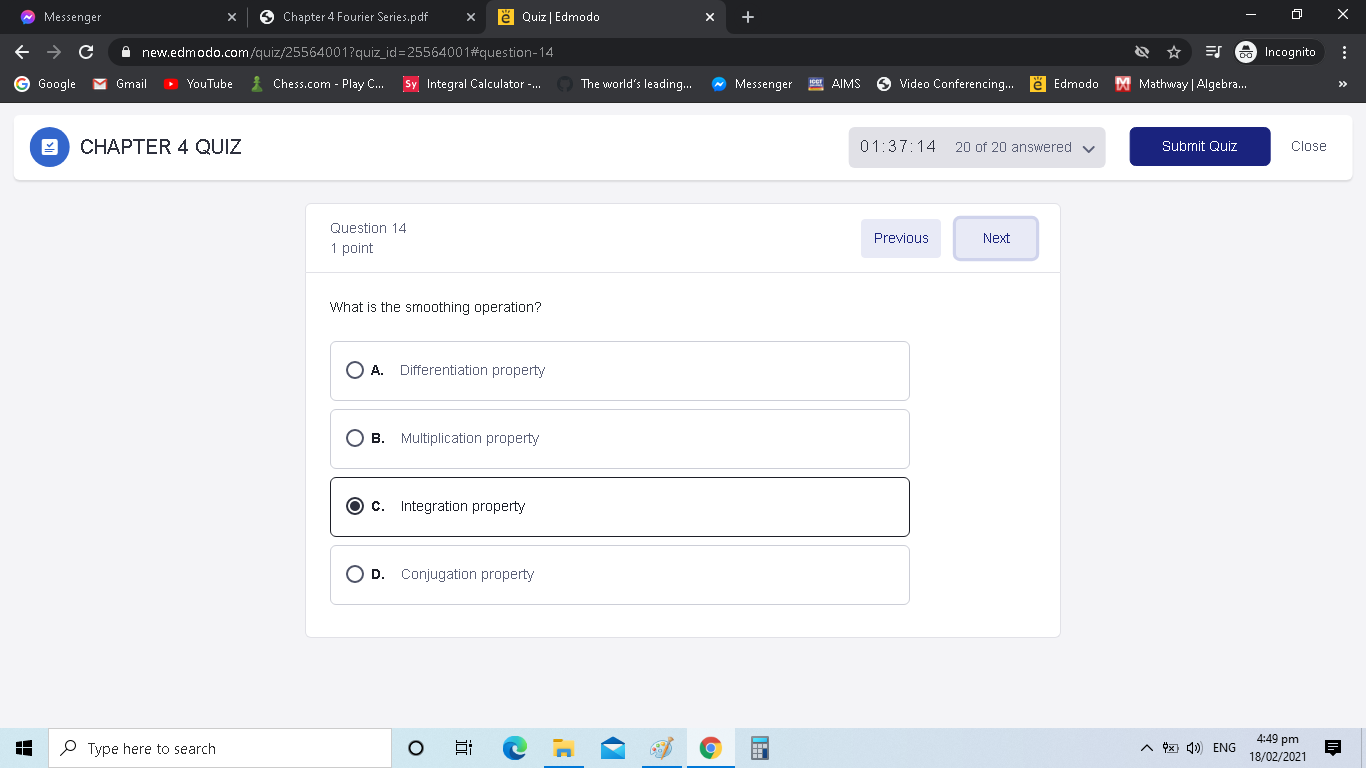 Messenger
Chapter 4 Fourier Series.pdf
Quiz | Edmodo
new.edmodo.com/quiz/25564001?quiz_id=25564001#question-14
Incognito
Google
Gmail
YouTube
Chess.com - Play C...
Sy
Integral Calculator -...
The world's leading...
Messenger
AIMS
Video Conferencing...
Edmodo
Mathway | Algebra...
CHAPTER 4 QUIZ
01:37:14
20 of 20 answered
Submit Quiz
Close
Question 14
1 point
Previous
Next
What is the smoothing operation?
A. Differentiation property
B. Multiplication property
C. Integration property
D. Conjugation property
Type here to search
ENG
4:49 pm
18/02/2021